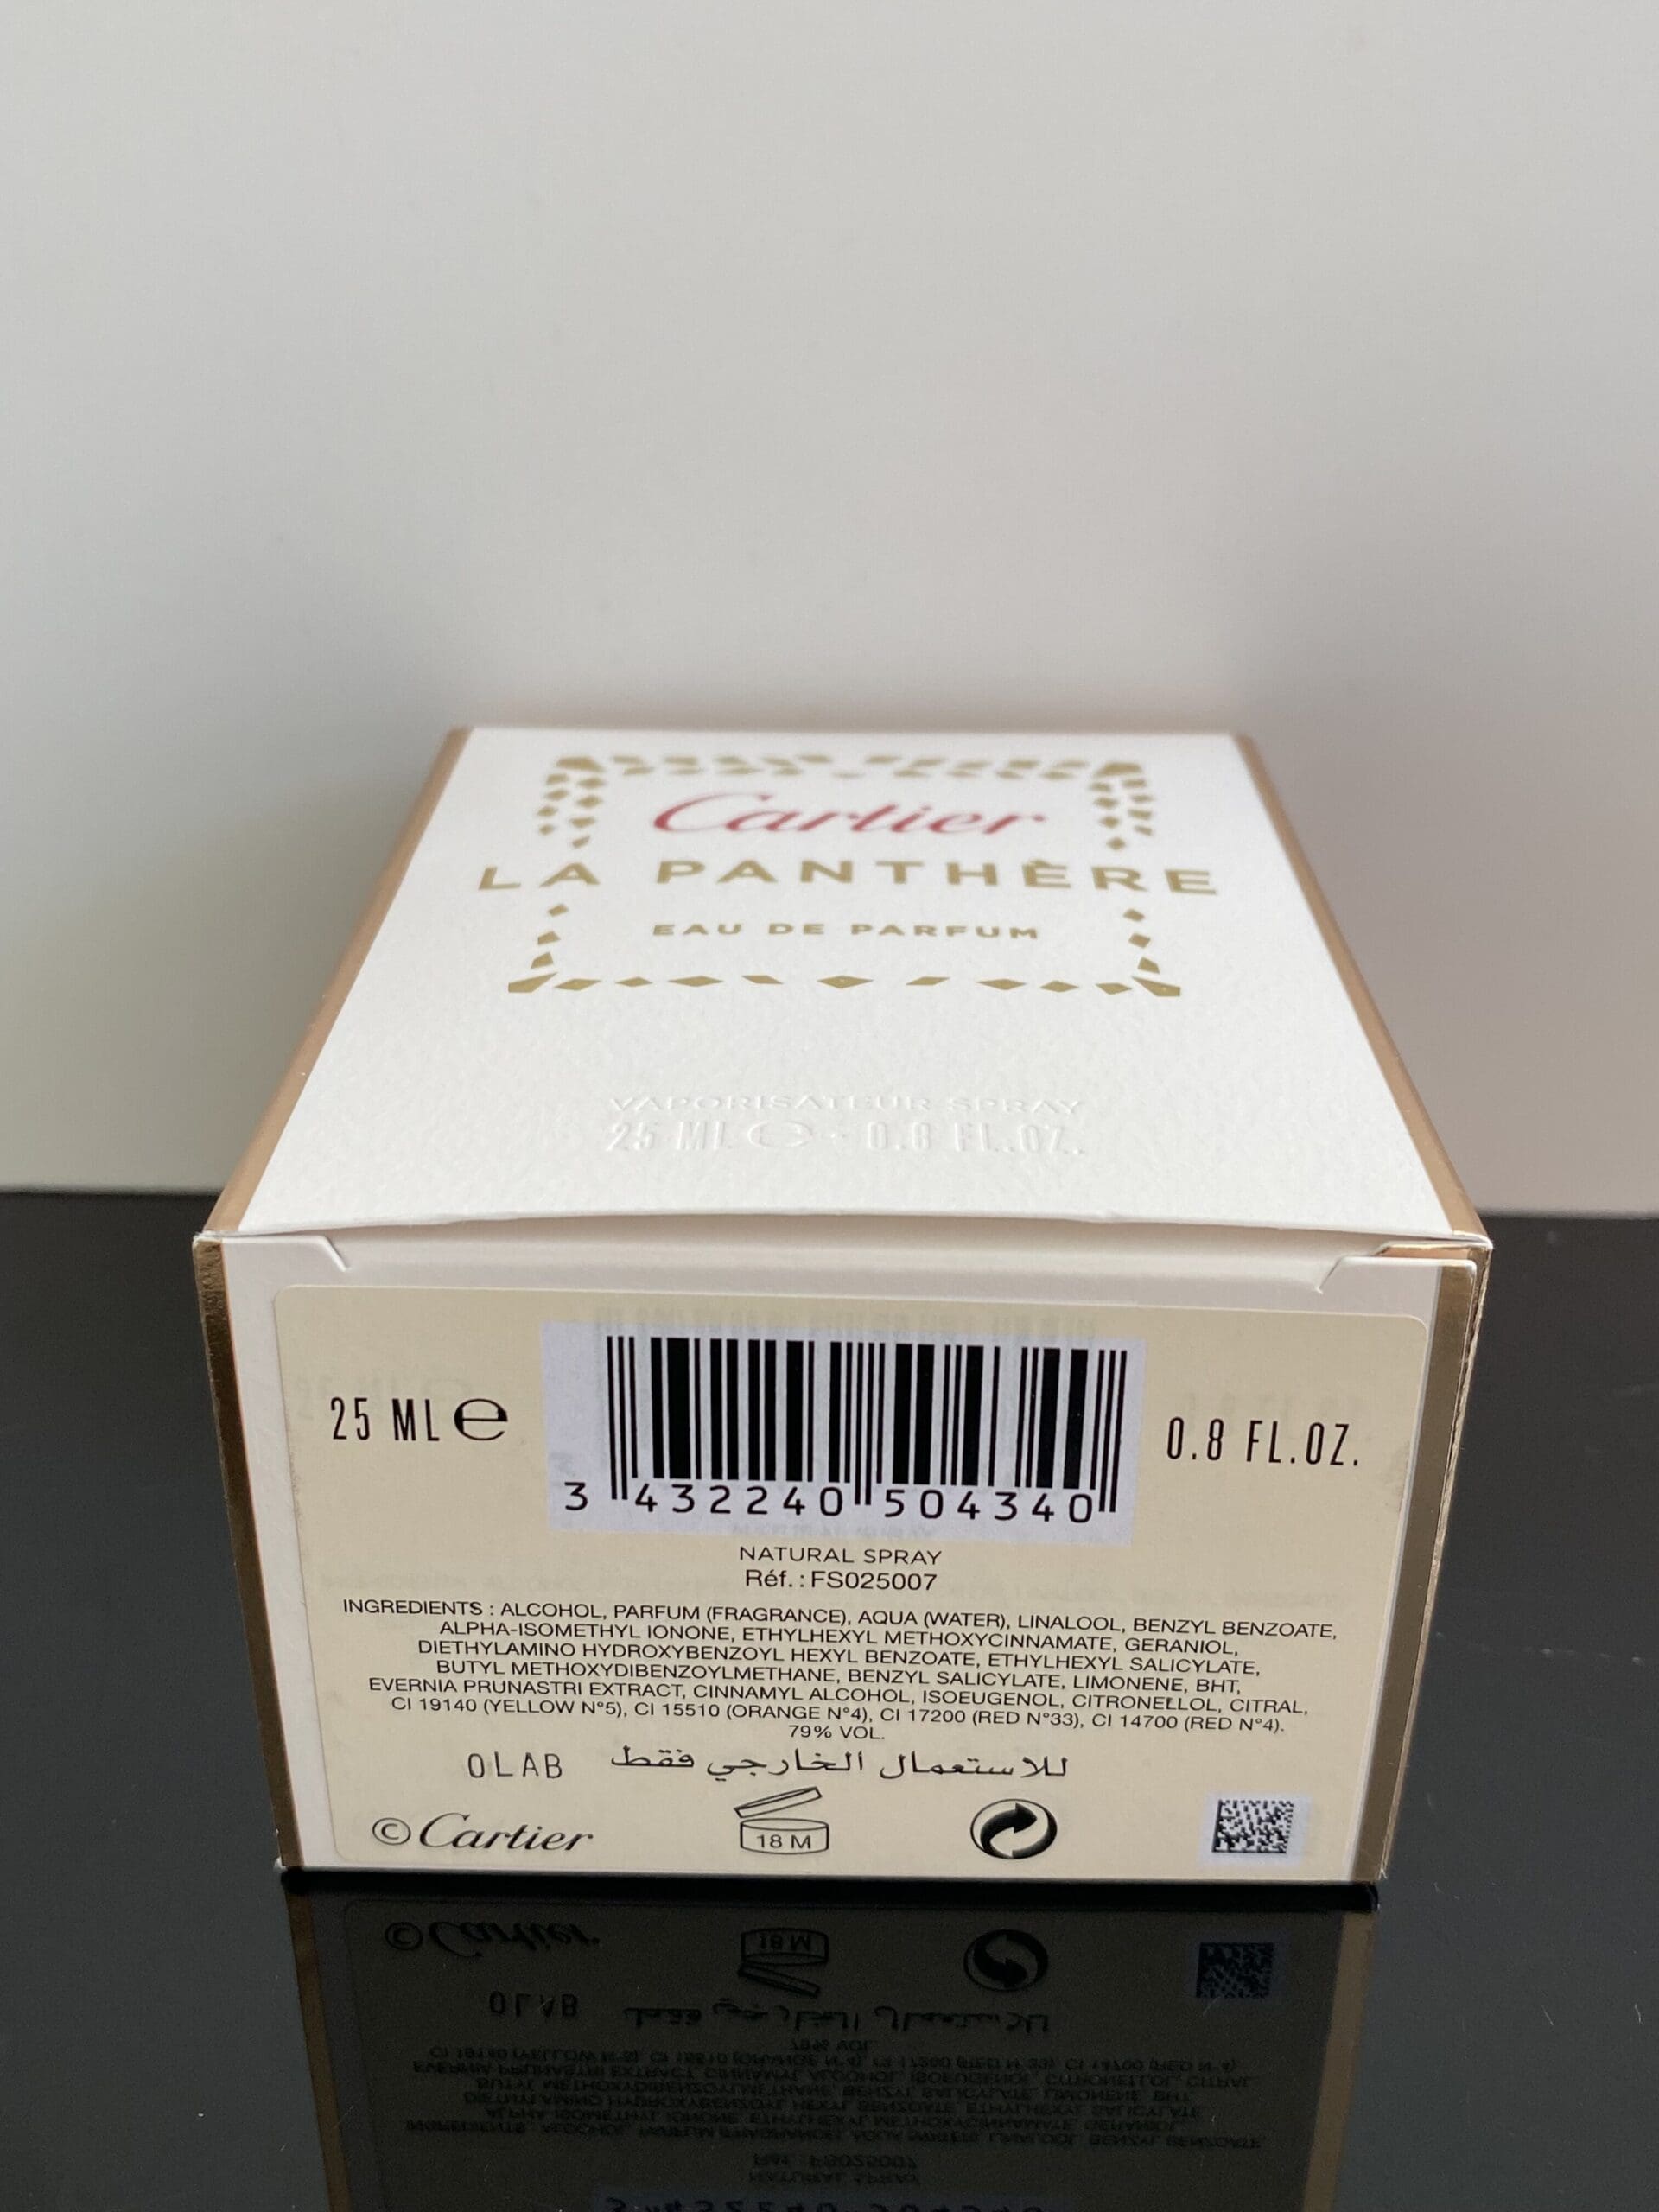 Cartier
LA PANTHÈRE
EAU DE PARFUM
VAPORISATEUR SPRAY
25 ML e - 0.8 FL.OZ.
25 ML e
0.8 FL.OZ.
3 432240 504340
NATURAL SPRAY
Réf. : FS025007
INGREDIENTS : ALCOHOL, PARFUM (FRAGRANCE), AQUA (WATER), LINALOOL, BENZYL BENZOATE,
ALPHA-ISOMETHYL IONONE, ETHYLHEXYL METHOXYCINNAMATE, GERANIOL,
DIETHYLAMINO HYDROXYBENZOYL HEXYL BENZOATE, ETHYLHEXYL SALICYLATE,
BUTYL METHOXYDIBENZOYLMETHANE, BENZYL SALICYLATE, LIMONENE, BHT,
EVERNIA PRUNASTRI EXTRACT, CINNAMYL ALCOHOL, ISOEUGENOL, CITRONELLOL, CITRAL,
CI 19140 (YELLOW N°5), CI 15510 (ORANGE N°4), CI 17200 (RED N°33), CI 14700 (RED N°4).
79% VOL.
0LAB للاستعمال الخارجي فقط
© Cartier
18 M